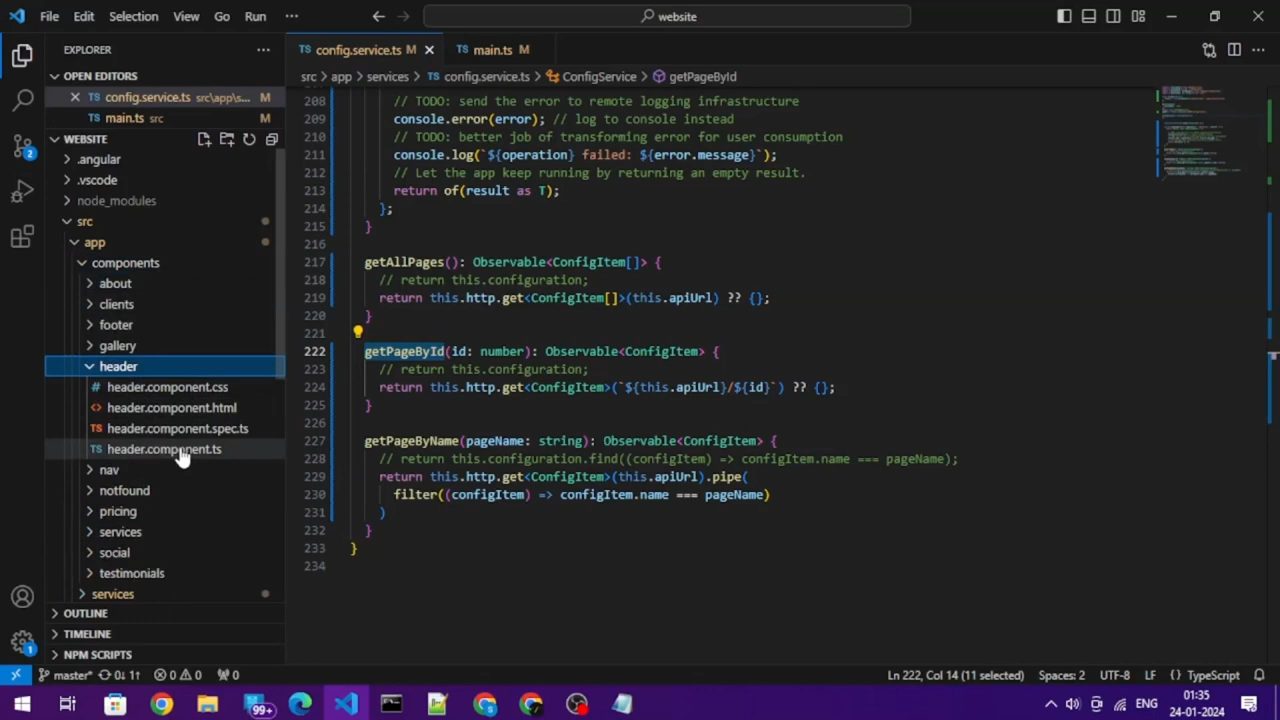 File Edit Selection View Go Run ··· website
EXPLORER ···
OPEN EDITORS
config.service.ts src\app\s... M
main.ts src M
WEBSITE
.angular
.vscode
node_modules
src
app
components
about
clients
footer
gallery
header
header.component.css
header.component.html
TS header.component.spec.ts
TS header.component.ts
nav
notfound
pricing
services
social
testimonials
services
OUTLINE
TIMELINE
NPM SCRIPTS
TS config.service.ts M TS main.ts M
src > app > services > TS config.service.ts > ConfigService > getPageById
208 // TODO: send the error to remote logging infrastructure
209 console.error(error); // log to console instead
210 // TODO: better job of transforming error for user consumption
211 console.log(`${operation} failed: ${error.message}`);
212 // Let the app keep running by returning an empty result.
213 return of(result as T);
214 };
215 }
216
217 getAllPages(): Observable<ConfigItem[]> {
218 // return this.configuration;
219 return this.http.get<ConfigItem[]>(this.apiUrl) ?? {};
220 }
221
222 getPageById(id: number): Observable<ConfigItem> {
223 // return this.configuration;
224 return this.http.get<ConfigItem>(`${this.apiUrl}/${id}`) ?? {};
225 }
226
227 getPageByName(pageName: string): Observable<ConfigItem> {
228 // return this.configuration.find((configItem) => configItem.name === pageName);
229 return this.http.get<ConfigItem>(this.apiUrl).pipe(
230 filter((configItem) => configItem.name === pageName)
231 )
232 }
233 }
234
master* 0↓ 1↑ 0 0 0 Ln 222, Col 14 (11 selected) Spaces: 2 UTF-8 LF {} TypeScript
99+ ENG 01:35
24-01-2024